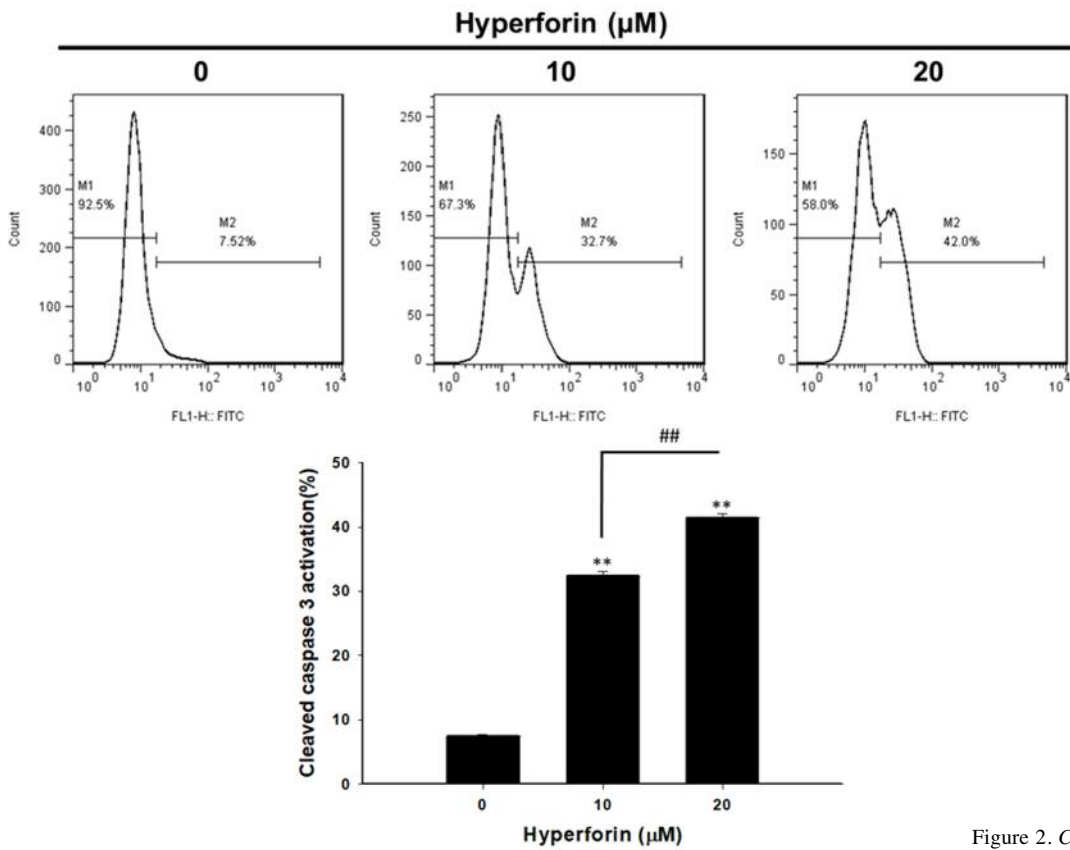 Hyperforin (µM)
0 10 20
400
300
200
100
0
Count
M1
92.5%
M2
7.52%
10^0 10^1 10^2 10^3 10^4
FL1-H:: FITC
250
200
150
100
50
0
Count
M1
67.3%
M2
32.7%
10^0 10^1 10^2 10^3 10^4
FL1-H:: FITC
150
100
50
0
Count
M1
58.0%
M2
42.0%
10^0 10^1 10^2 10^3 10^4
FL1-H:: FITC
##
50
40
30
20
10
0
Cleaved caspase 3 activation(%)
**
**
0 10 20
Hyperforin (µM)
Figure 2. C